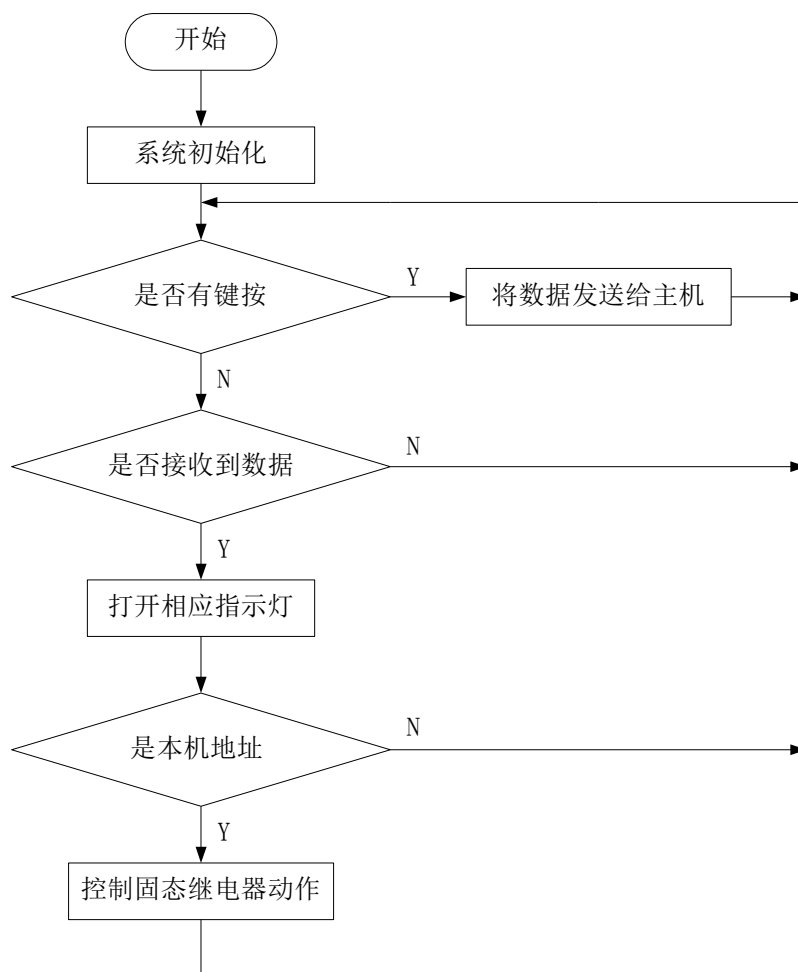 开始
系统初始化
是否有键按
Y
将数据发送给主机
N
是否接收到数据
N
Y
打开相应指示灯
是本机地址
N
Y
控制固态继电器动作